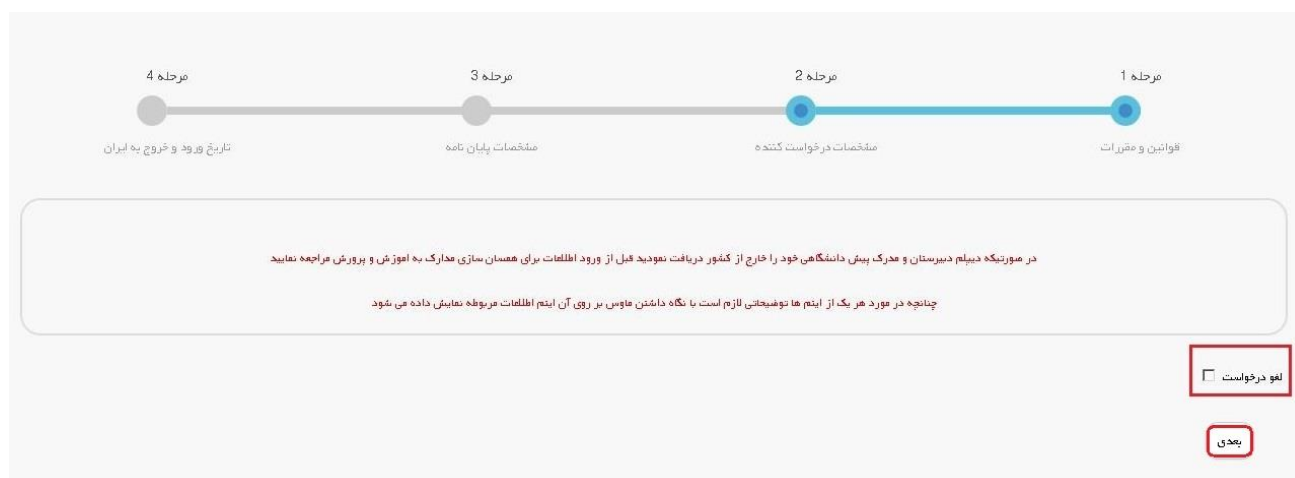 مرحله 1
مرحله 2
مرحله 3
مرحله 4
قوانین و مقررات
مشخصات درخواست کننده
مشخصات پایان نامه
تاریخ ورود و خروج به ایران
در صورتیکه دیپلم دبیرستان و مدرک پیش دانشگاهی خود را خارج از کشور دریافت نمودید قبل از ورود اطلاعات برای همسان سازی مدارک به اموزش و پرورش مراجعه نمایید
چنانچه در مورد هر یک از ایتم ها توضیحاتی لازم است با نگاه داشتن ماوس بر روی آن ایتم اطلاعات مربوطه نمایش داده می شود
لغو درخواست
بعدی